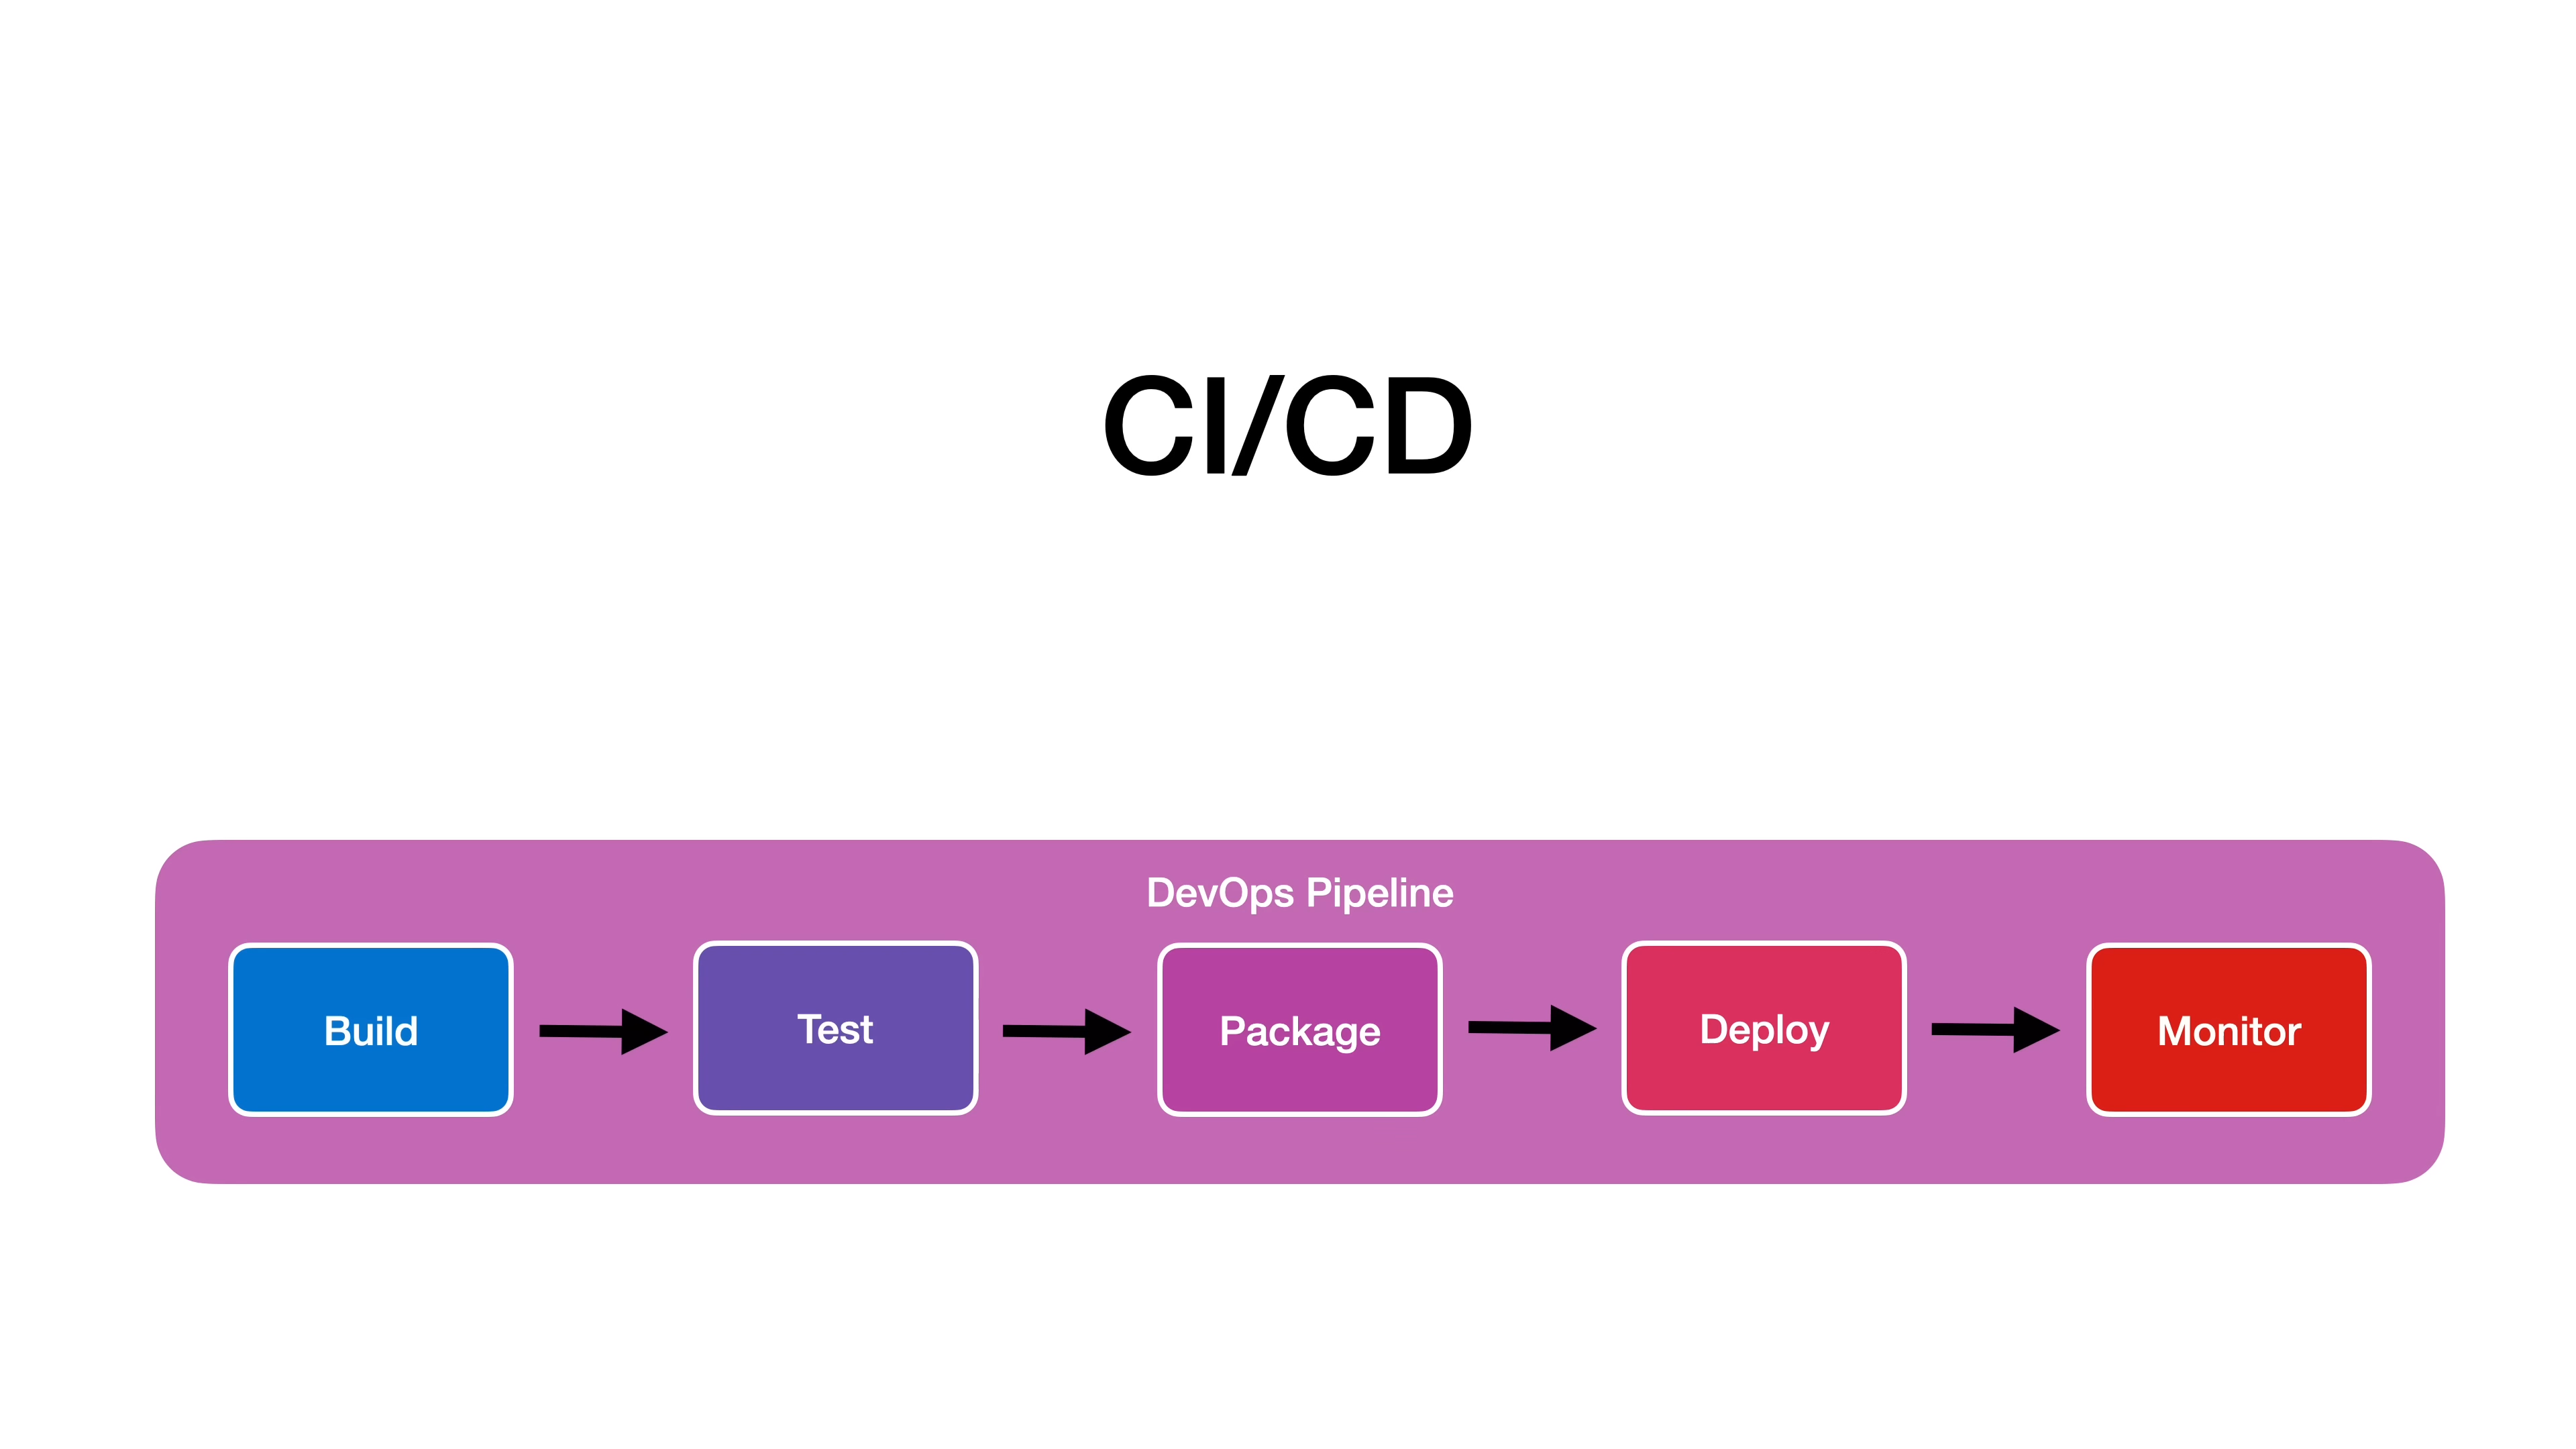 CI/CD
DevOps Pipeline
Build
Test
Package
Deploy
Monitor